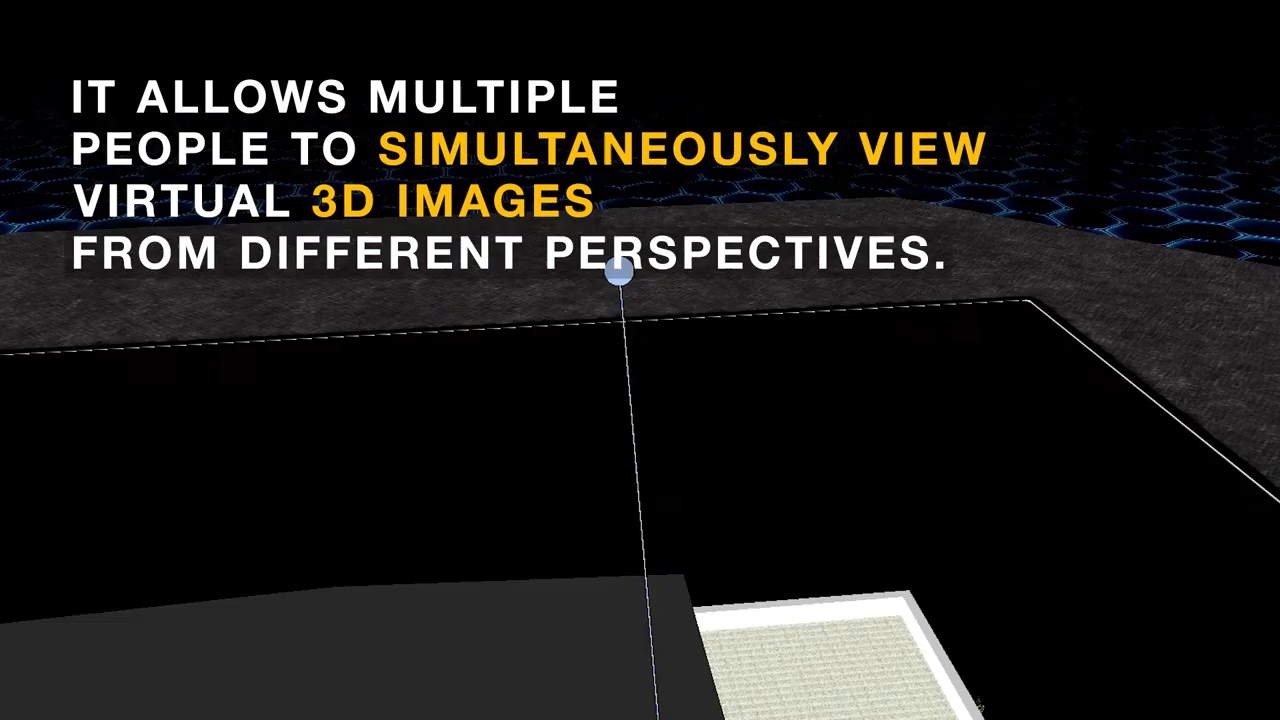 IT ALLOWS MULTIPLE
PEOPLE TO SIMULTANEOUSLY VIEW
VIRTUAL 3D IMAGES
FROM DIFFERENT PERSPECTIVES.